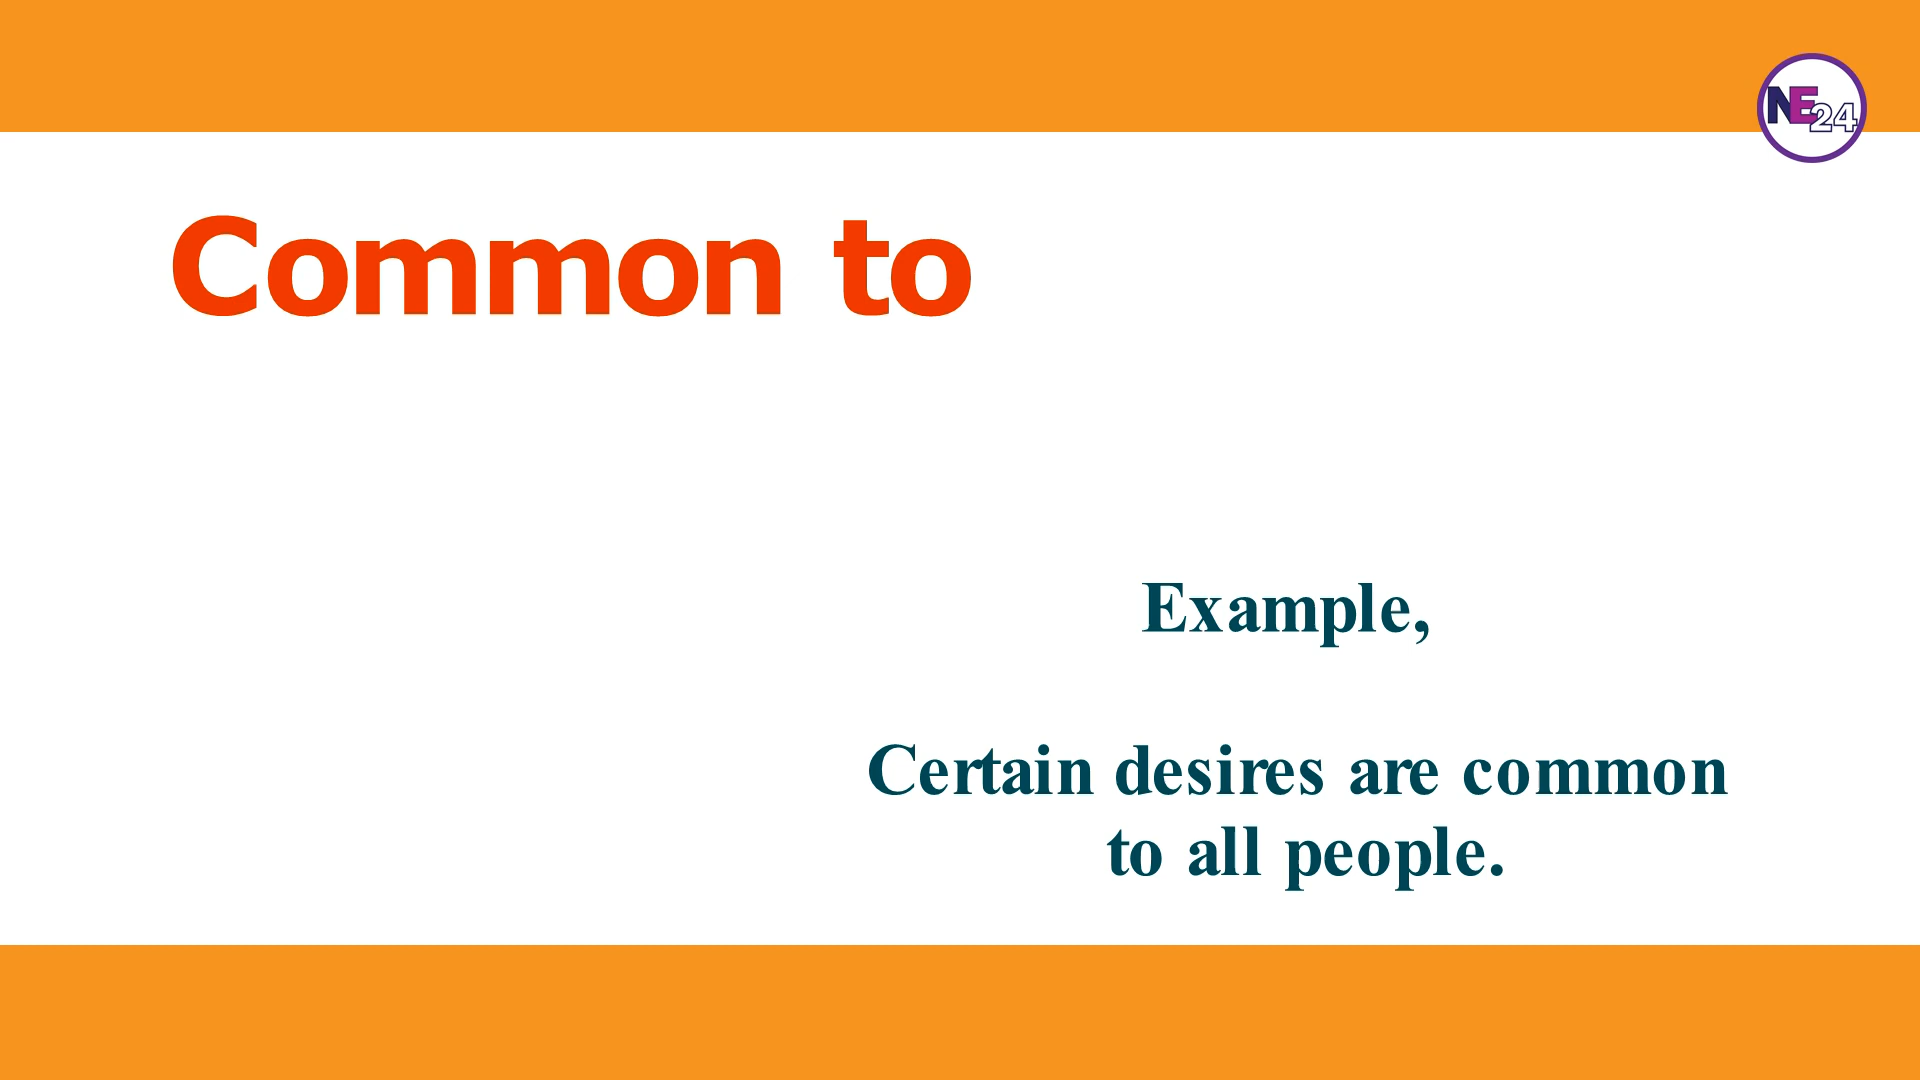 NE24
Common to
Example,
Certain desires are common
to all people.